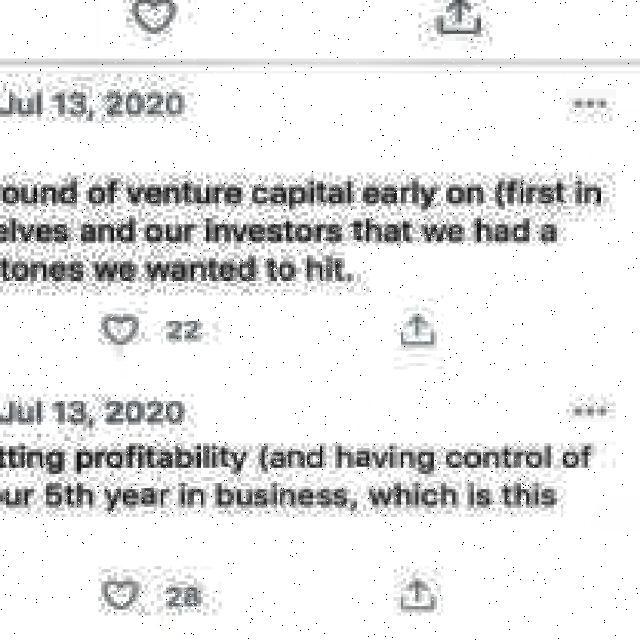 Jul 13, 2020
ound of venture capital early on (first in
elves and our investors that we had a
tones we wanted to hit.
22
Jul 13, 2020
tting profitability (and having control of
ur 5th year in business, which is this
28